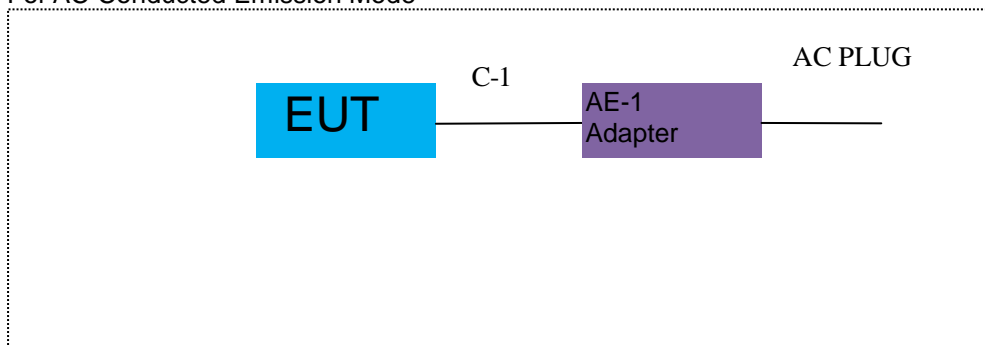 For AC Conducted Emission Mode
AC PLUG
C-1
EUT
AE-1
Adapter